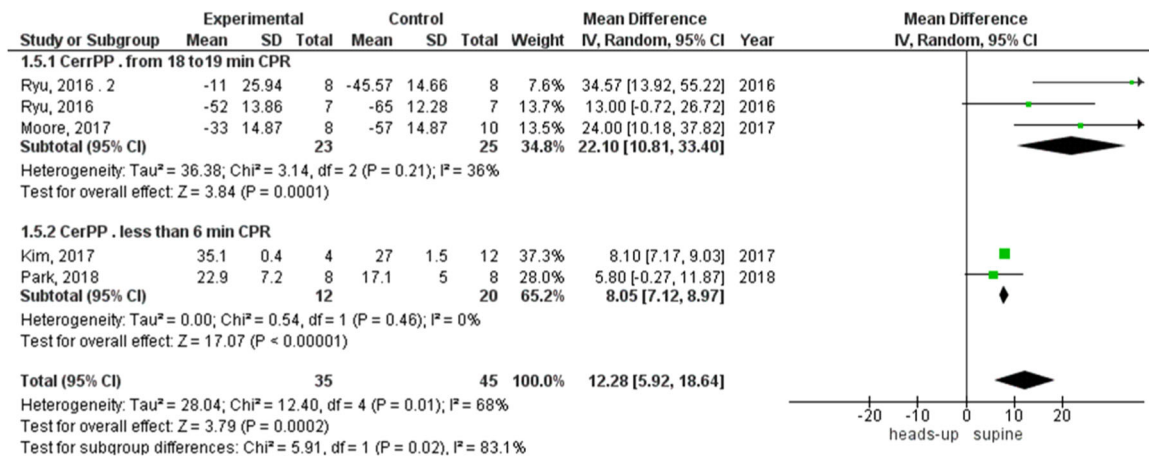 Experimental Control Mean Difference Mean Difference
Study or Subgroup Mean SD Total Mean SD Total Weight IV, Random, 95% CI Year IV, Random, 95% CI
1.5.1 CerrPP . from 18 to19 min CPR
Ryu, 2016 . 2 -11 25.94 8 -45.57 14.66 8 7.6% 34.57 [13.92, 55.22] 2016
Ryu, 2016 -52 13.86 7 -65 12.28 7 13.7% 13.00 [-0.72, 26.72] 2016
Moore, 2017 -33 14.87 8 -57 14.87 10 13.5% 24.00 [10.18, 37.82] 2017
Subtotal (95% CI) 23 25 34.8% 22.10 [10.81, 33.40]
Heterogeneity: Tau² = 36.38; Chi² = 3.14, df = 2 (P = 0.21); I² = 36%
Test for overall effect: Z = 3.84 (P = 0.0001)
1.5.2 CerPP . less than 6 min CPR
Kim, 2017 35.1 0.4 4 27 1.5 12 37.3% 8.10 [7.17, 9.03] 2017
Park, 2018 22.9 7.2 8 17.1 5 8 28.0% 5.80 [-0.27, 11.87] 2018
Subtotal (95% CI) 12 20 65.2% 8.05 [7.12, 8.97]
Heterogeneity: Tau² = 0.00; Chi² = 0.54, df = 1 (P = 0.46); I² = 0%
Test for overall effect: Z = 17.07 (P < 0.00001)
Total (95% CI) 35 45 100.0% 12.28 [5.92, 18.64]
Heterogeneity: Tau² = 28.04; Chi² = 12.40, df = 4 (P = 0.01); I² = 68%
Test for overall effect: Z = 3.79 (P = 0.0002)
Test for subgroup differences: Chi² = 5.91, df = 1 (P = 0.02), I² = 83.1%
-20 -10 0 10 20
heads-up supine